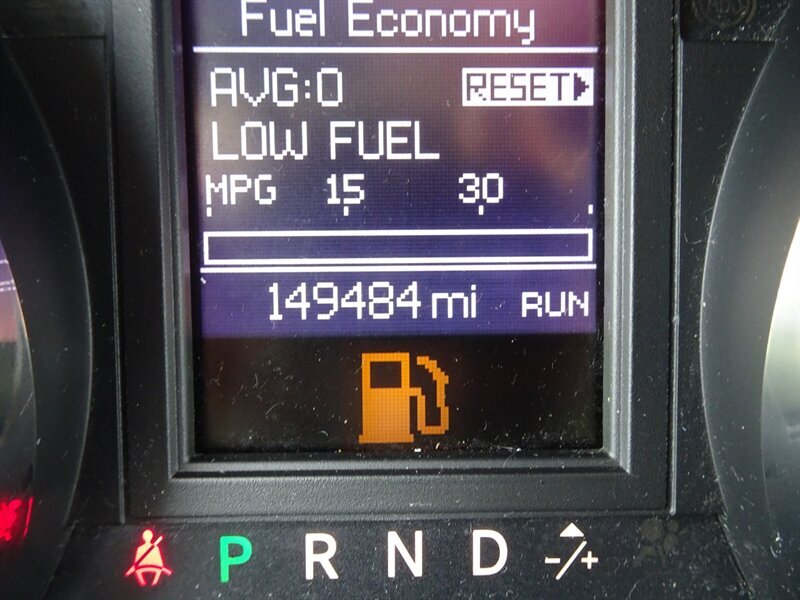 Fuel Economy
AVG:0 RESET
LOW FUEL
MPG 15 30
149484 mi RUN
P R N D -/+